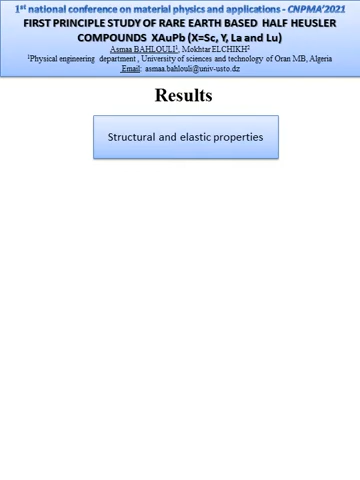 1st national conference on material physics and applications - CNPMA'2021
FIRST PRINCIPLE STUDY OF RARE EARTH BASED HALF HEUSLER
COMPOUNDS XAuPb (X=Sc, Y, La and Lu)
Asmaa BAHLOULI1, Mokhtar ELCHIKH2
1Physical engineering department , University of sciences and technology of Oran MB, Algeria
Email: asmaa.bahlouli@univ-usto.dz
Results
Structural and elastic properties